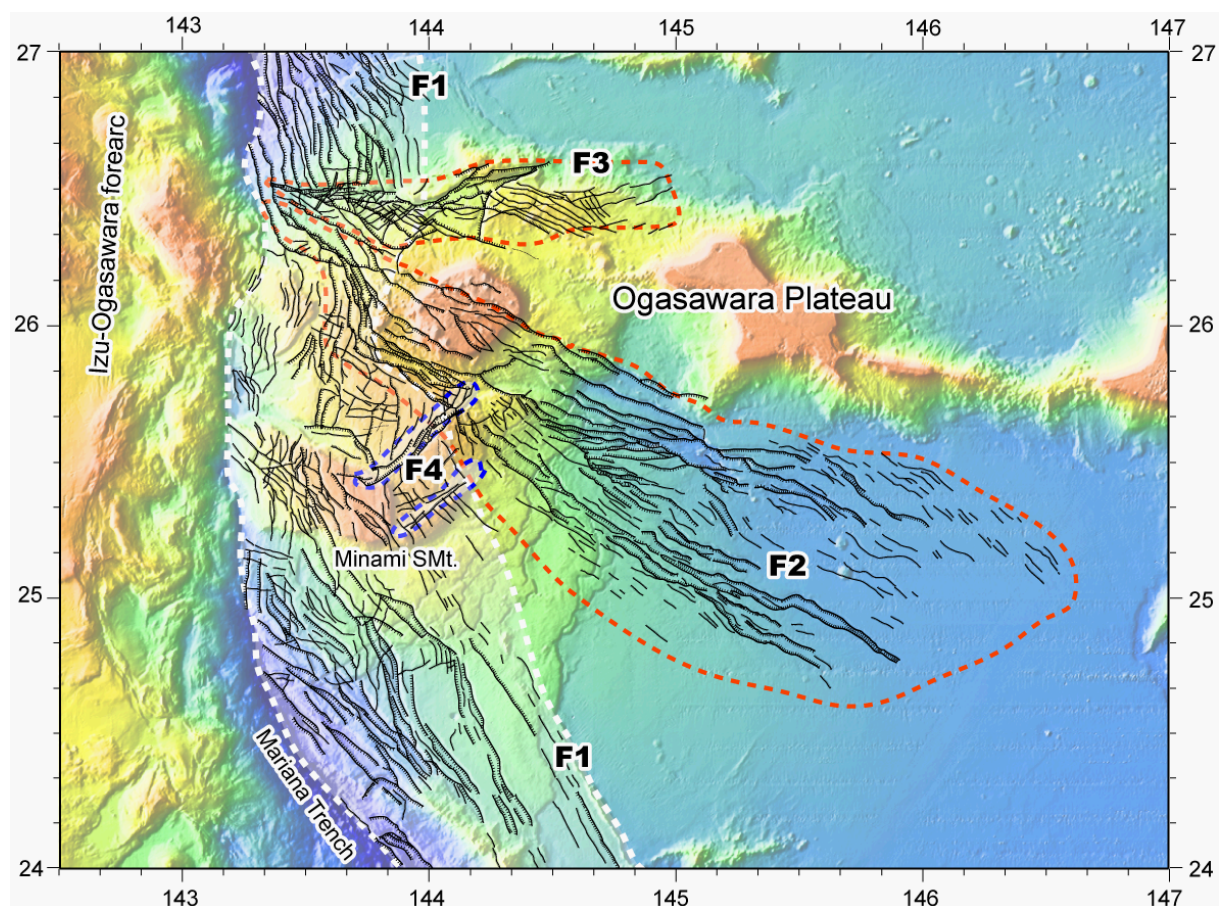 143 144 145 146 147
27 27
F1
F3
Izu-Ogasawara forearc
Ogasawara Plateau
26 26
F4
Minami SMt.
F2
25 25
F1
Mariana Trench
24 24
143 144 145 146 147